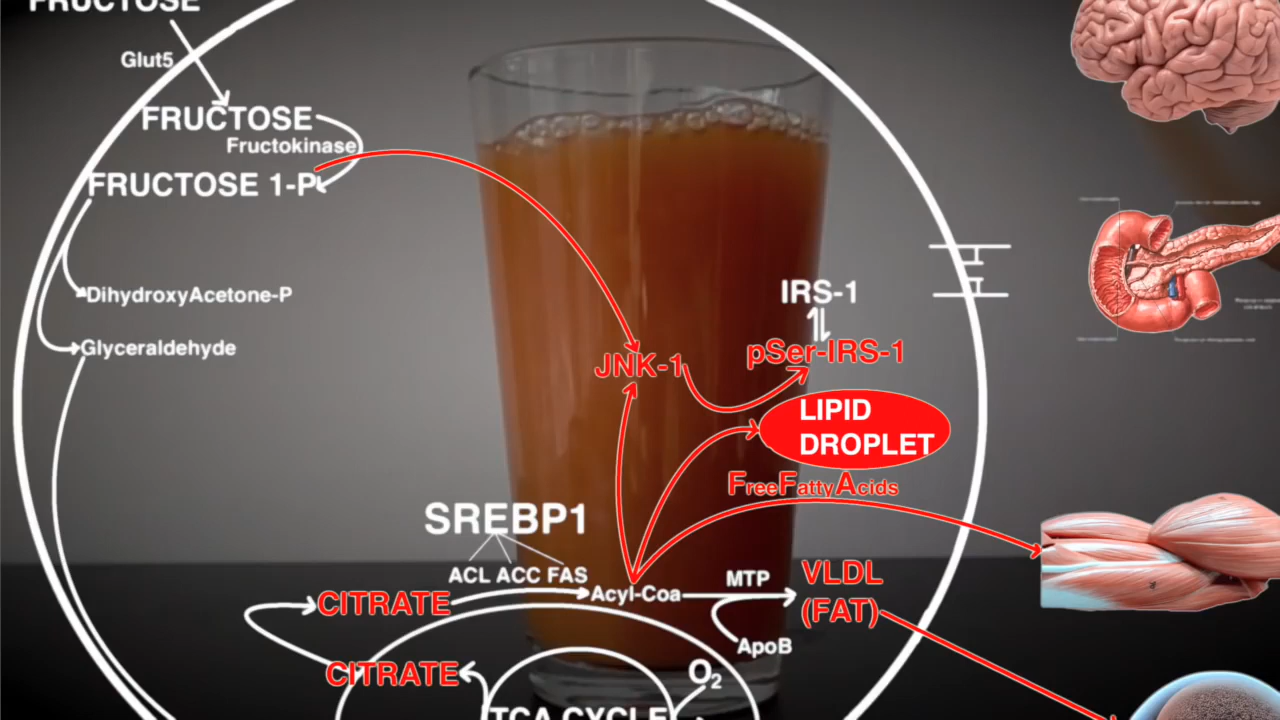 FRUCTOSE
Glut5
FRUCTOSE
Fructokinase
FRUCTOSE 1-P
DihydroxyAcetone-P
Glyceraldehyde
IRS-1
JNK-1
pSer-IRS-1
LIPID
DROPLET
FreeFattyAcids
SREBP1
ACL ACC FAS
CITRATE
Acyl-Coa
MTP
VLDL
(FAT)
ApoB
CITRATE
O2
TCA CYCLE